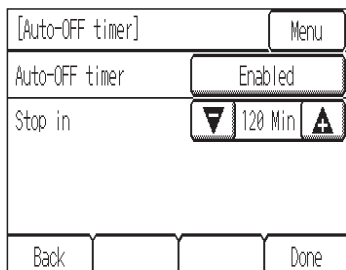 [Auto-OFF timer] Menu
Auto-OFF timer Enabled
Stop in - 120 Min +
Back Done